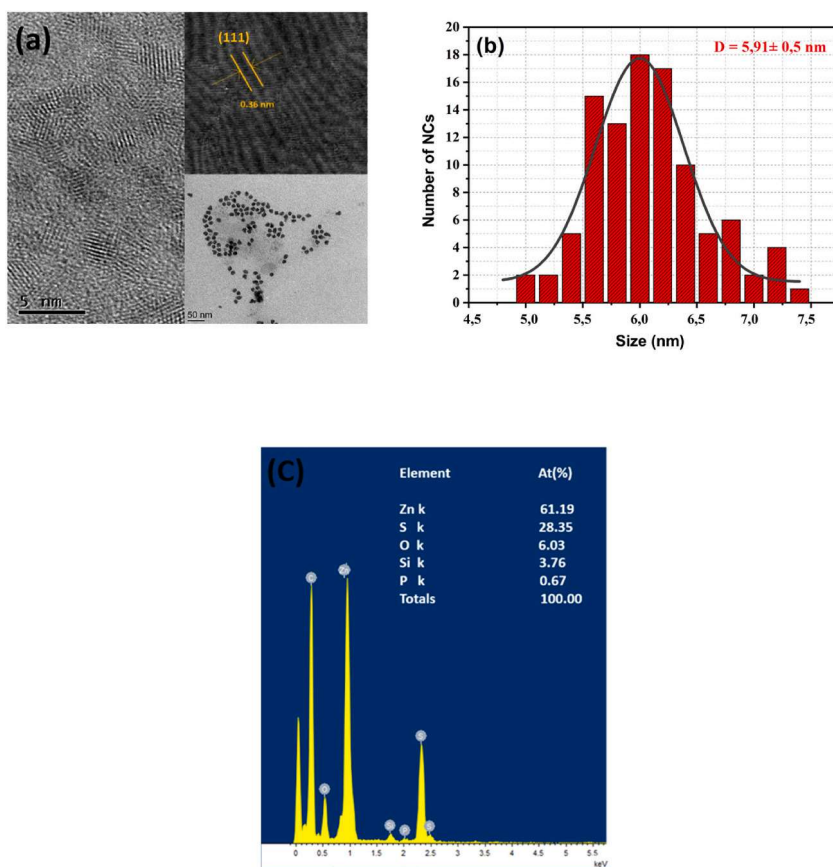 (a)
(111)
0.36 nm
5 nm
50 nm
(b)
D = 5,91± 0,5 nm
Number of NCs
20
18
16
14
12
10
8
6
4
2
0
4,5 5,0 5,5 6,0 6,5 7,0 7,5
Size (nm)
(C)
Element At(%)
Zn k 61.19
S k 28.35
O k 6.03
Si k 3.76
P k 0.67
Totals 100.00
C
Zn
O
S
P
0 0.5 1 1.5 2 2.5 3 3.5 4 4.5 5 5.5
keV